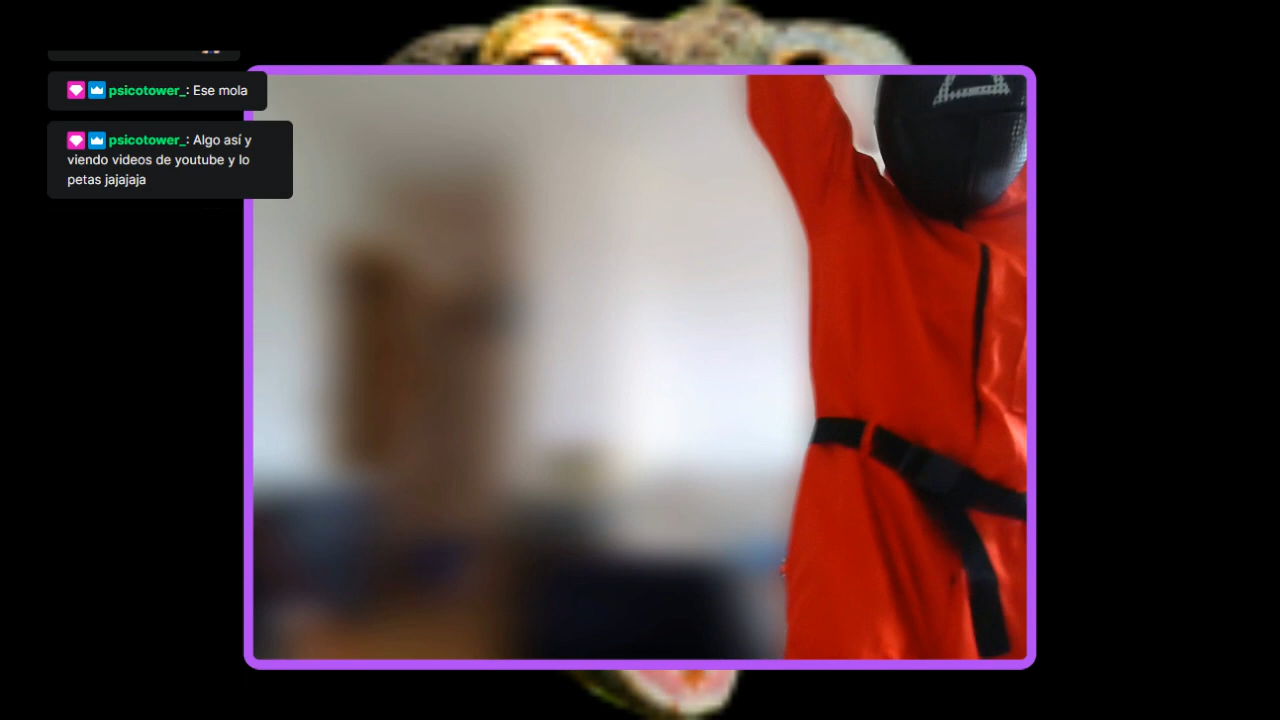 psicotower_: Ese mola
psicotower_: Algo así y
viendo videos de youtube y lo
petas jajajaja